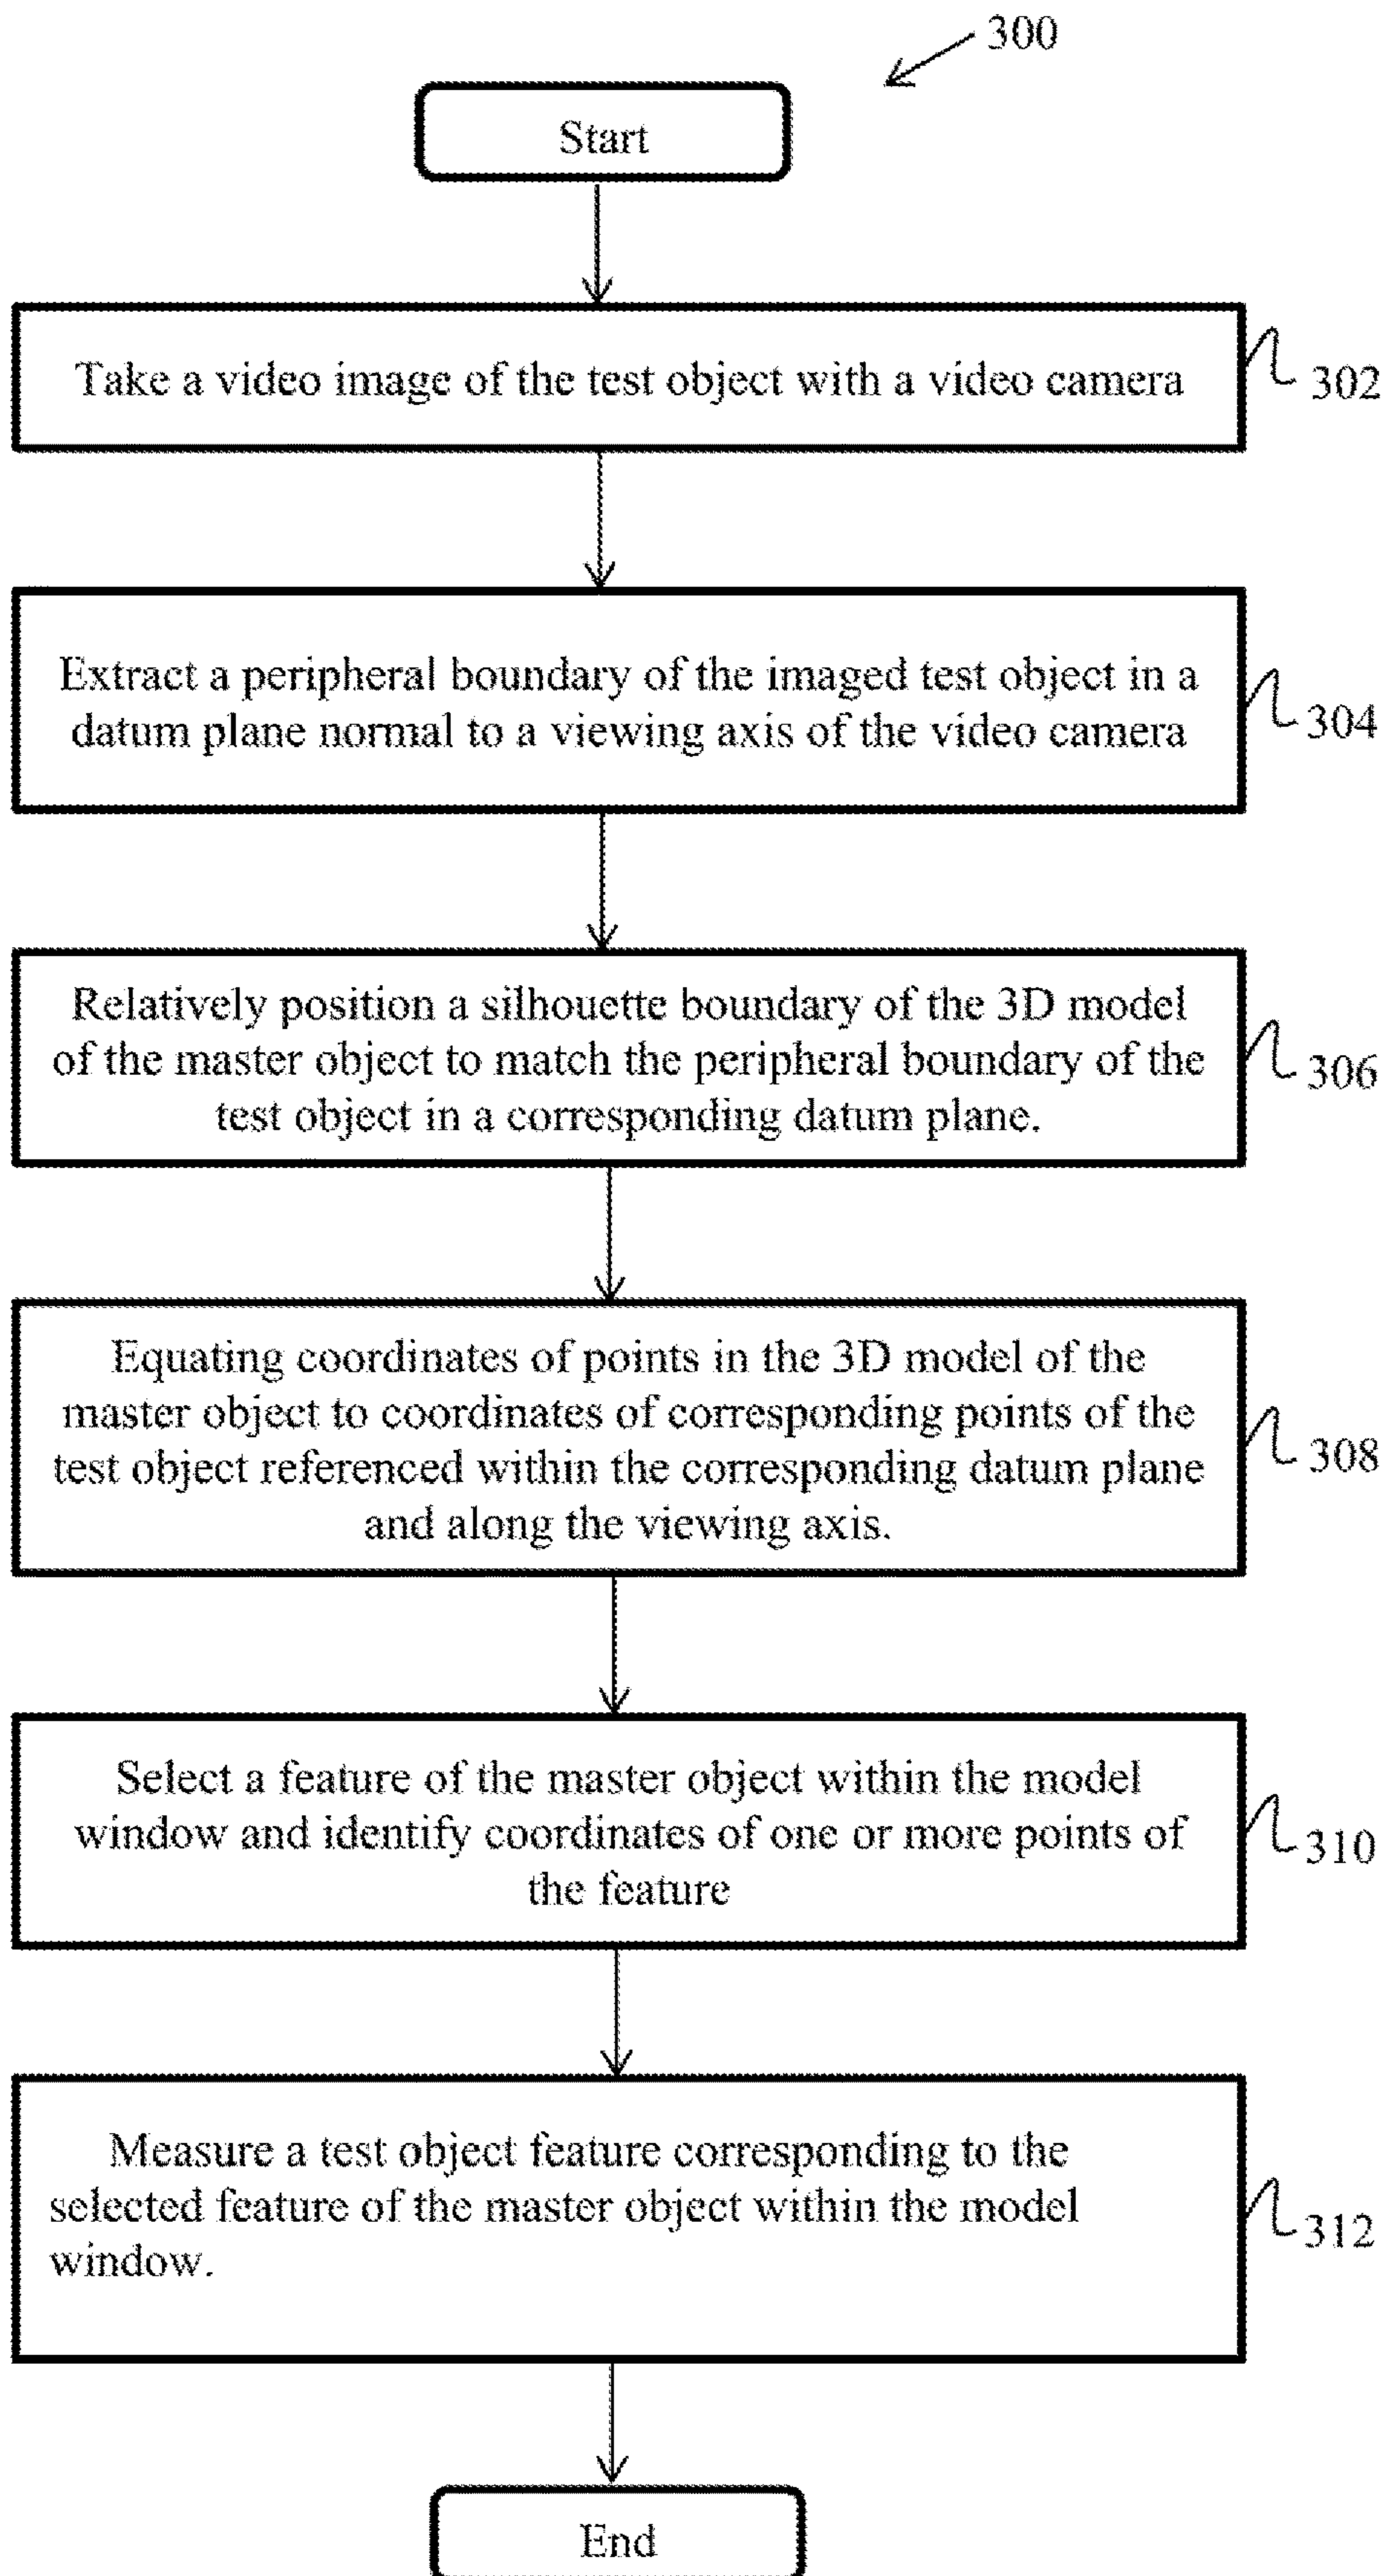 300
Start
Take a video image of the test object with a video camera
302
Extract a peripheral boundary of the imaged test object in a
datum plane normal to a viewing axis of the video camera
304
Relatively position a silhouette boundary of the 3D model
of the master object to match the peripheral boundary of the
test object in a corresponding datum plane.
306
Equating coordinates of points in the 3D model of the
master object to coordinates of corresponding points of the
test object referenced within the corresponding datum plane
and along the viewing axis.
308
Select a feature of the master object within the model
window and identify coordinates of one or more points of
the feature
310
Measure a test object feature corresponding to the
selected feature of the master object within the model
window.
312
End